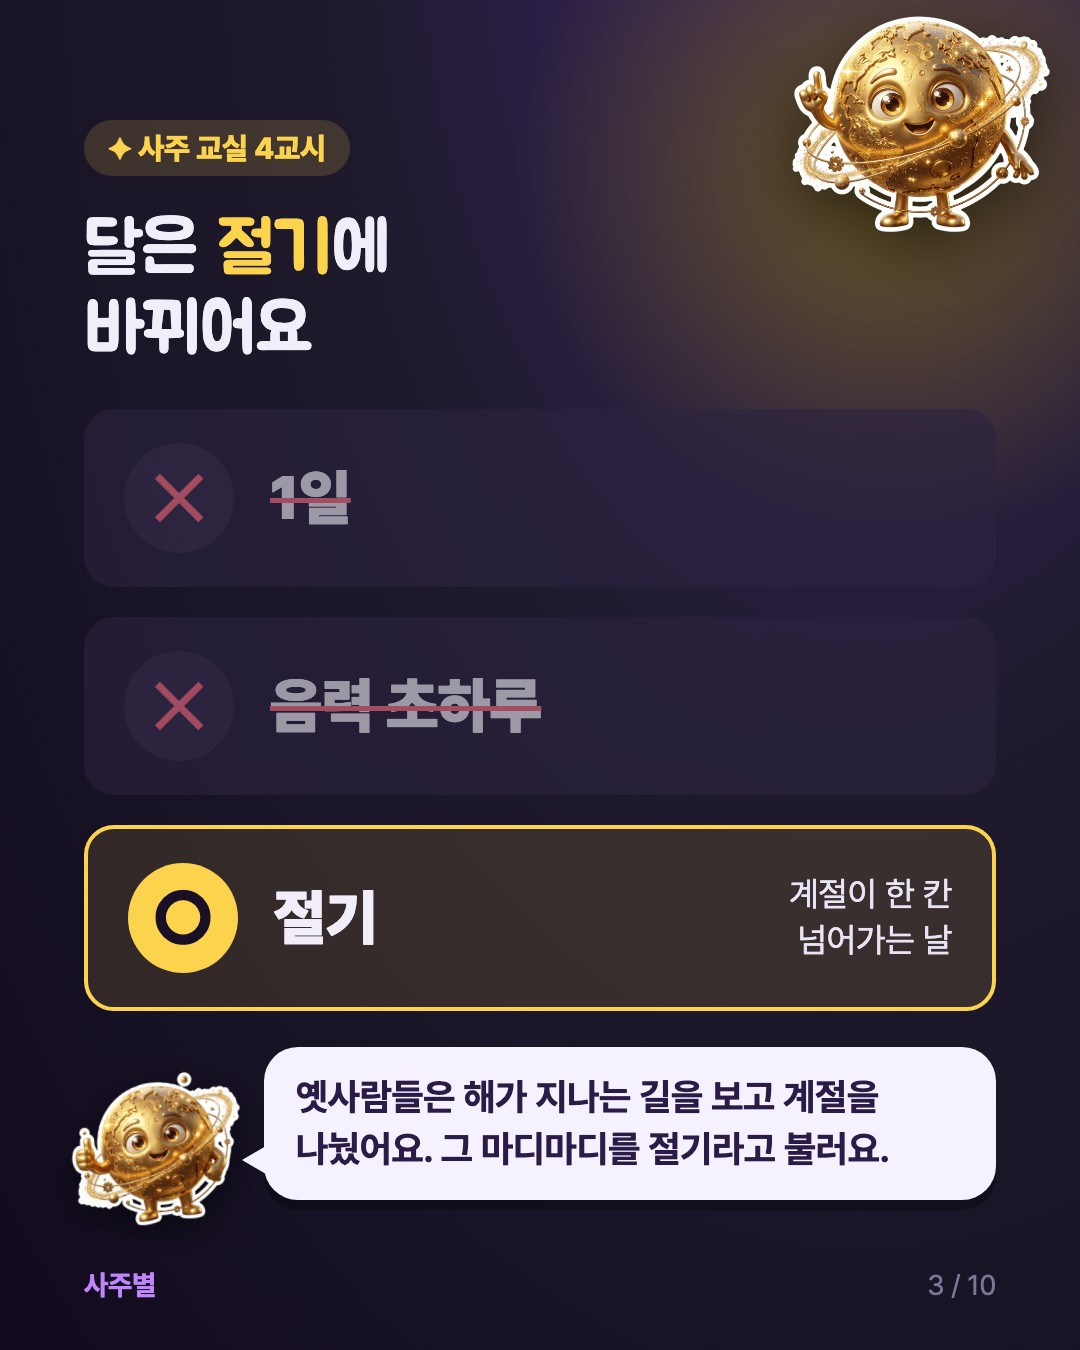 ✦ 사주 교실 4교시
달은 절기에
바뀌어요
1일
음력 초하루
절기
계절이 한 칸
넘어가는 날
옛사람들은 해가 지나는 길을 보고 계절을
나눴어요. 그 마디마디를 절기라고 불러요.
사주별
3 / 10